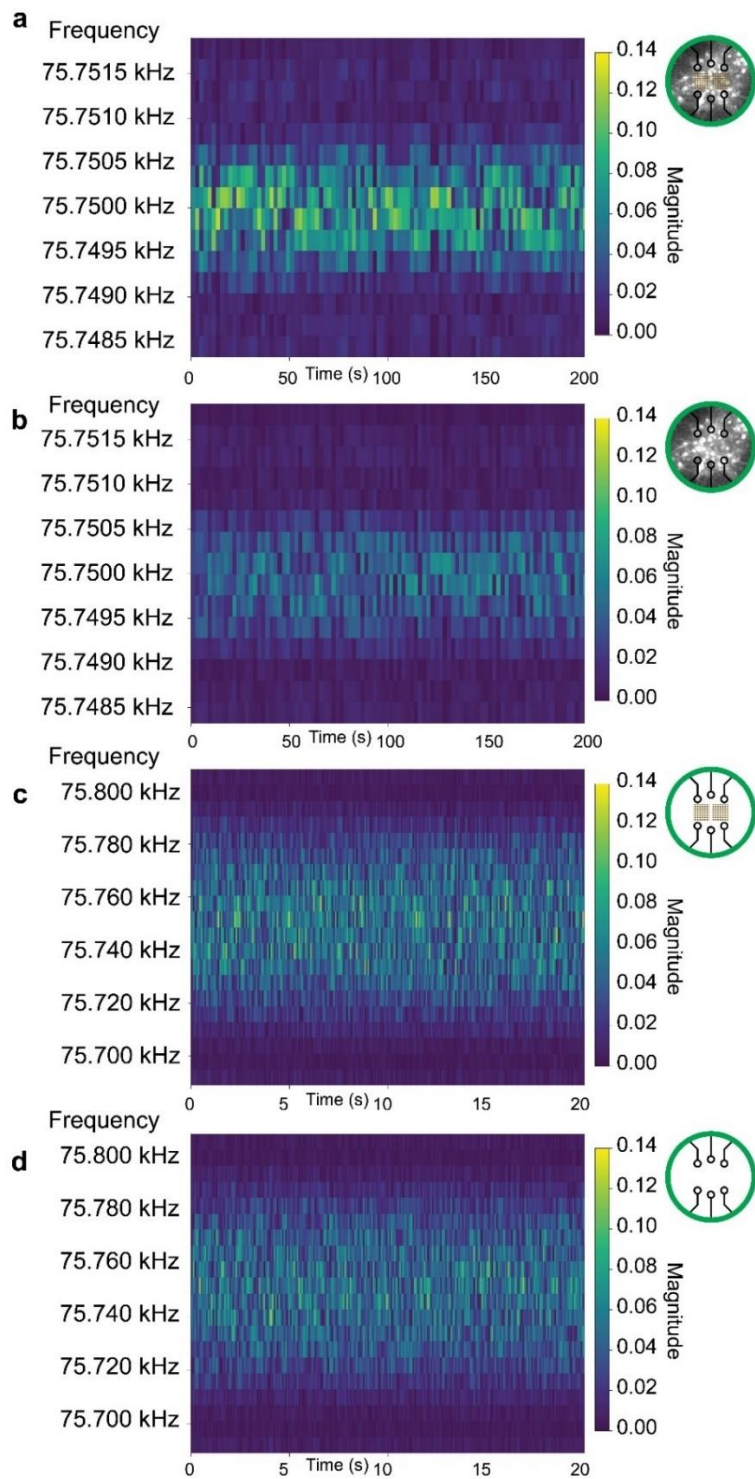 a
Frequency
75.7515 kHz
75.7510 kHz
75.7505 kHz
75.7500 kHz
75.7495 kHz
75.7490 kHz
75.7485 kHz
0 50 Time (s) 100 150 200
0.14
0.12
0.10
0.08
0.06
0.04
0.02
0.00
Magnitude
b
Frequency
75.7515 kHz
75.7510 kHz
75.7505 kHz
75.7500 kHz
75.7495 kHz
75.7490 kHz
75.7485 kHz
0 50 Time (s) 100 150 200
0.14
0.12
0.10
0.08
0.06
0.04
0.02
0.00
Magnitude
Frequency
c
75.800 kHz
75.780 kHz
75.760 kHz
75.740 kHz
75.720 kHz
75.700 kHz
0 5 Time (s) 10 15 20
0.14
0.12
0.10
0.08
0.06
0.04
0.02
0.00
Magnitude
Frequency
d
75.800 kHz
75.780 kHz
75.760 kHz
75.740 kHz
75.720 kHz
75.700 kHz
0 5 Time (s) 10 15 20
0.14
0.12
0.10
0.08
0.06
0.04
0.02
0.00
Magnitude